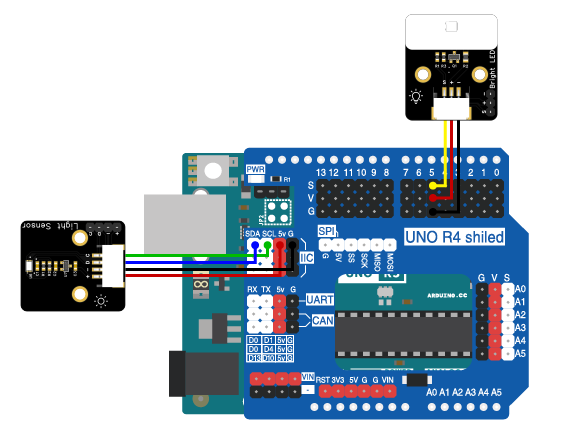 Bright LED
R1 R3 Q1 R2
S + -
PWR
R1
13 12 11 10 9 8
7 6 5 4 3 2 1 0
S
V
G
JP2
Light Sensor
SDA SCL 5v G
IIC
SPI
G 5V SS SCK MISO MOSI
UNO R4 shiled
RX TX 5v G
UART
CAN
D0 D1 5v G
D0 D4 5v G
D13 D10 5v G
ARDUINO.CC
G V S
A0
A1
A2
A3
A4
A5
VIN
RST 3V3 5V G G VIN
A0 A1 A2 A3 A4 A5